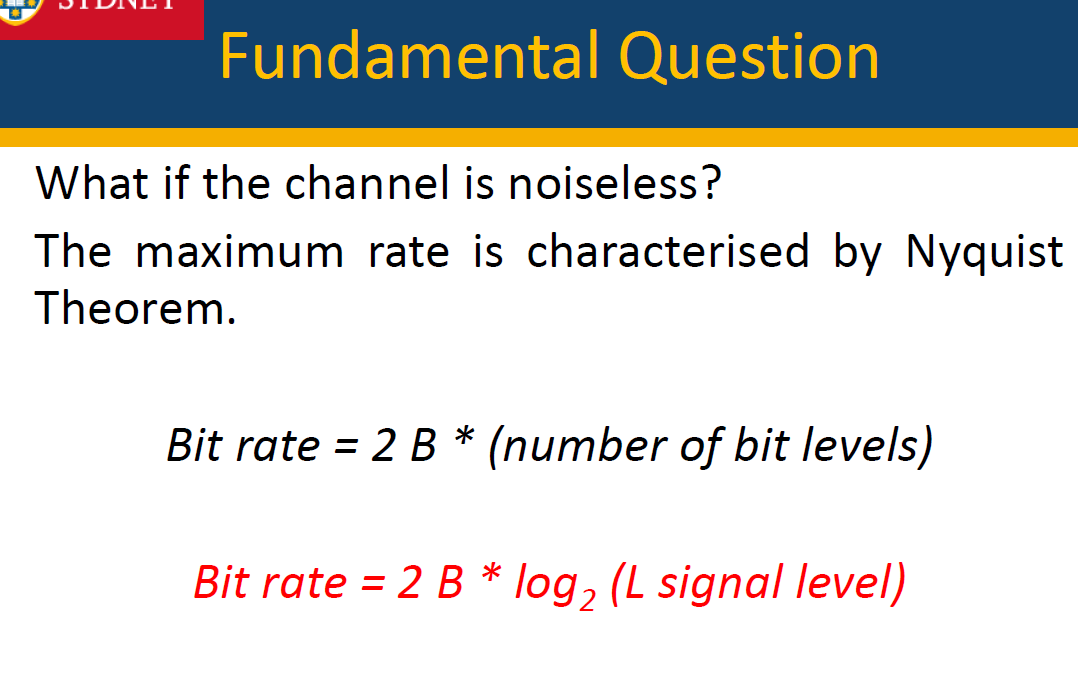 SYDNEY
Fundamental Question
What if the channel is noiseless?
The maximum rate is characterised by Nyquist
Theorem.
Bit rate = 2 B * (number of bit levels)
Bit rate = 2 B * log₂ (L signal level)